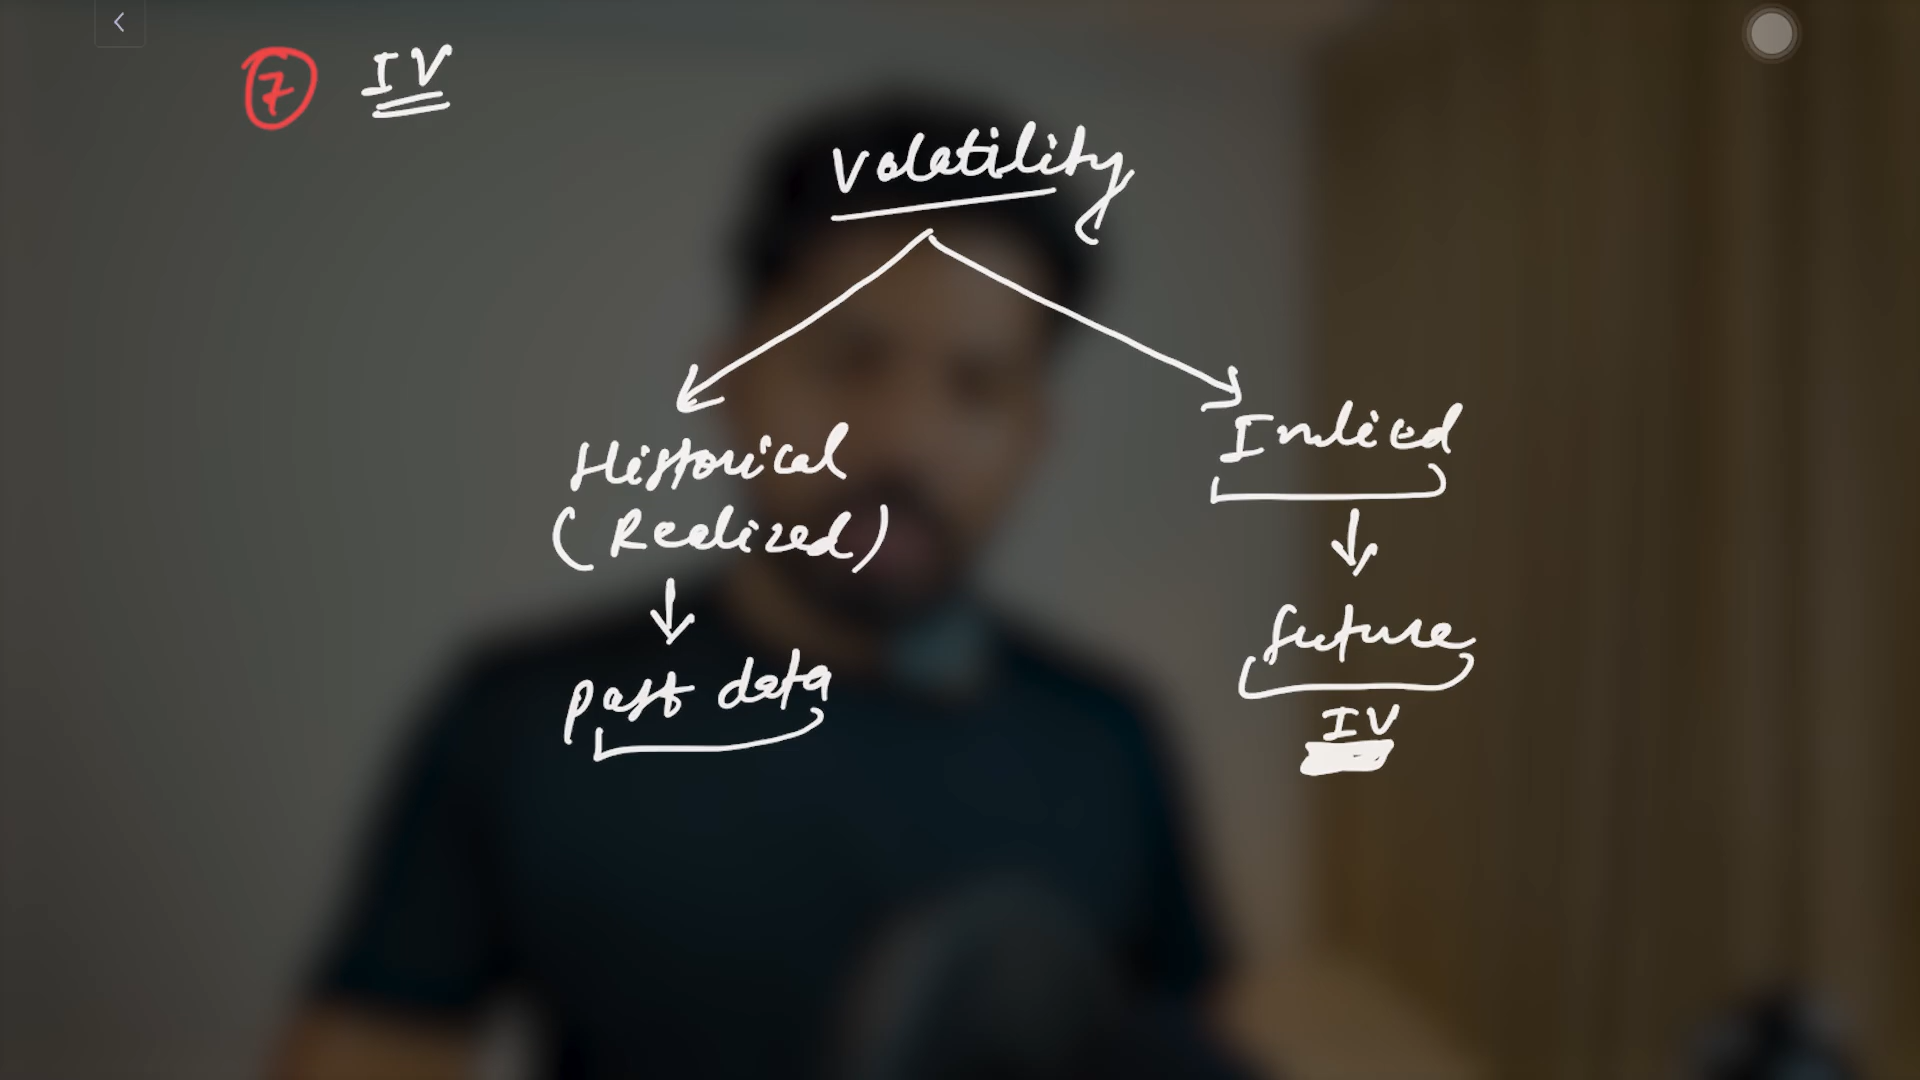 7 IV
Volatility
Historical
(Realized)
Implied
past data
future
IV